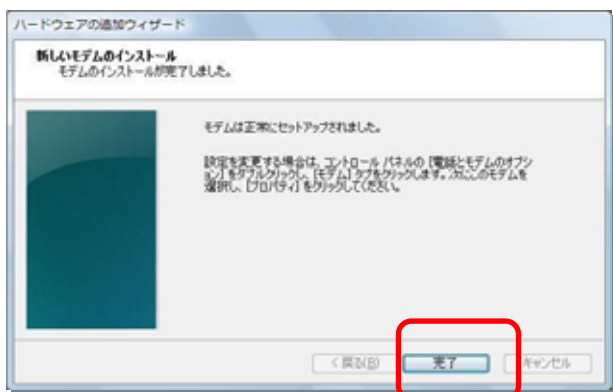 ハードウェアの追加ウィザード
新しいモデムのインストール
モデムのインストールが完了しました。
モデムは正常にセットアップされました。
設定を変更する場合は、コントロール パネルの [電話とモデムのオプシ
ョン] をダブルクリックし、[モデム] タブをクリックします。次にこのモデムを
選択し、[プロパティ] をクリックしてください。
< 戻る(B)
完了
キャンセル